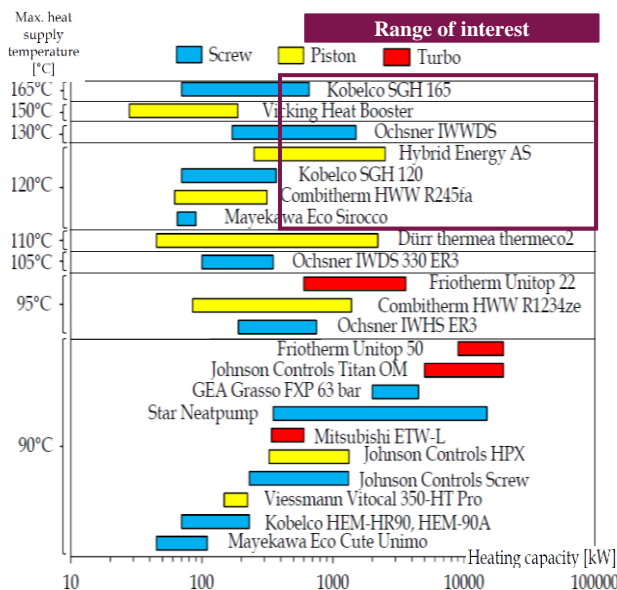 Max. heat
supply
temperature
[°C]
Range of interest
Screw
Piston
Turbo
165°C
Kobelco SGH 165
150°C
Vicking Heat Booster
130°C
Ochsner IWWDS
Hybrid Energy AS
120°C
Kobelco SGH 120
Combitherm HWW R245fa
Mayekawa Eco Sirocco
110°C
Dürr thermea thermeco2
105°C
Ochsner IWDS 330 ER3
Friotherm Unitop 22
95°C
Combitherm HWW R1234ze
Ochsner IWHS ER3
Friotherm Unitop 50
Johnson Controls Titan OM
GEA Grasso FXP 63 bar
Star Neatpump
90°C
Mitsubishi ETW-L
Johnson Controls HPX
Johnson Controls Screw
Viessmann Vitocal 350-HT Pro
Kobelco HEM-HR90, HEM-90A
Mayekawa Eco Cute Unimo
Heating capacity [kW]
10 100 1000 10000 100000